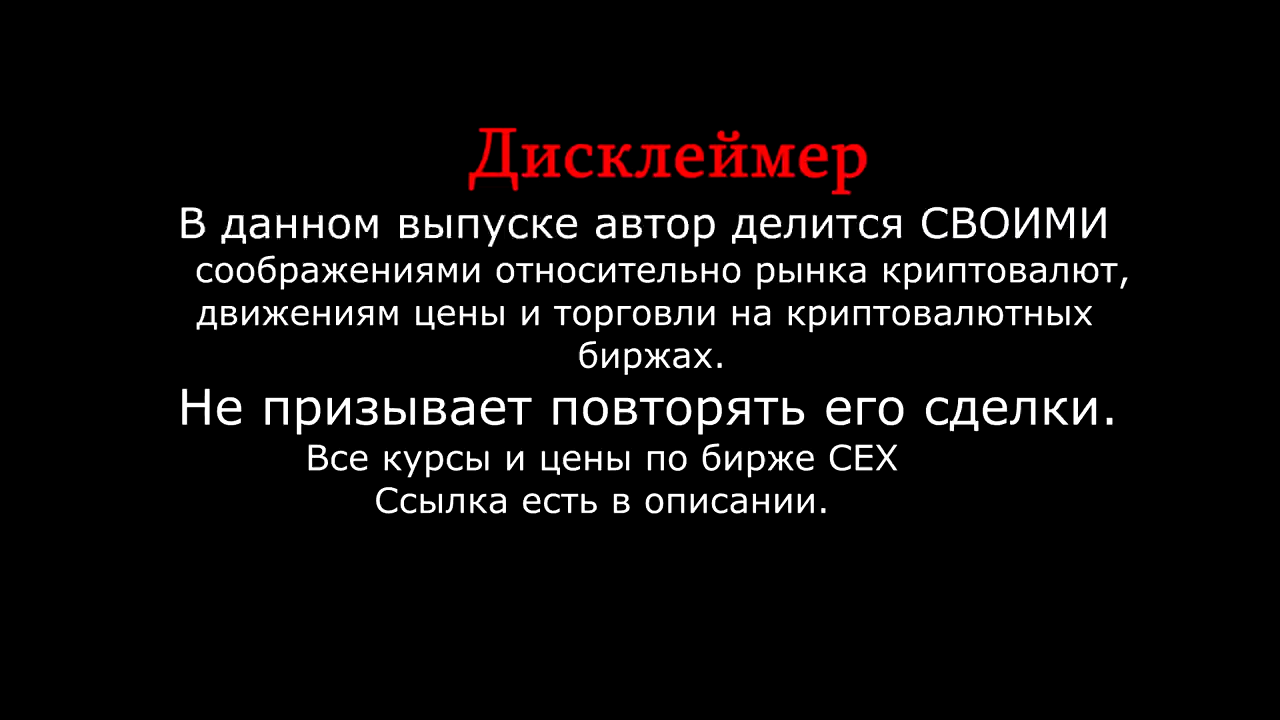 Дисклеймер
В данном выпуске автор делится СВОИМИ
соображениями относительно рынка криптовалют,
движениям цены и торговли на криптовалютных
биржах.
Не призывает повторять его сделки.
Все курсы и цены по бирже CEX
Ссылка есть в описании.